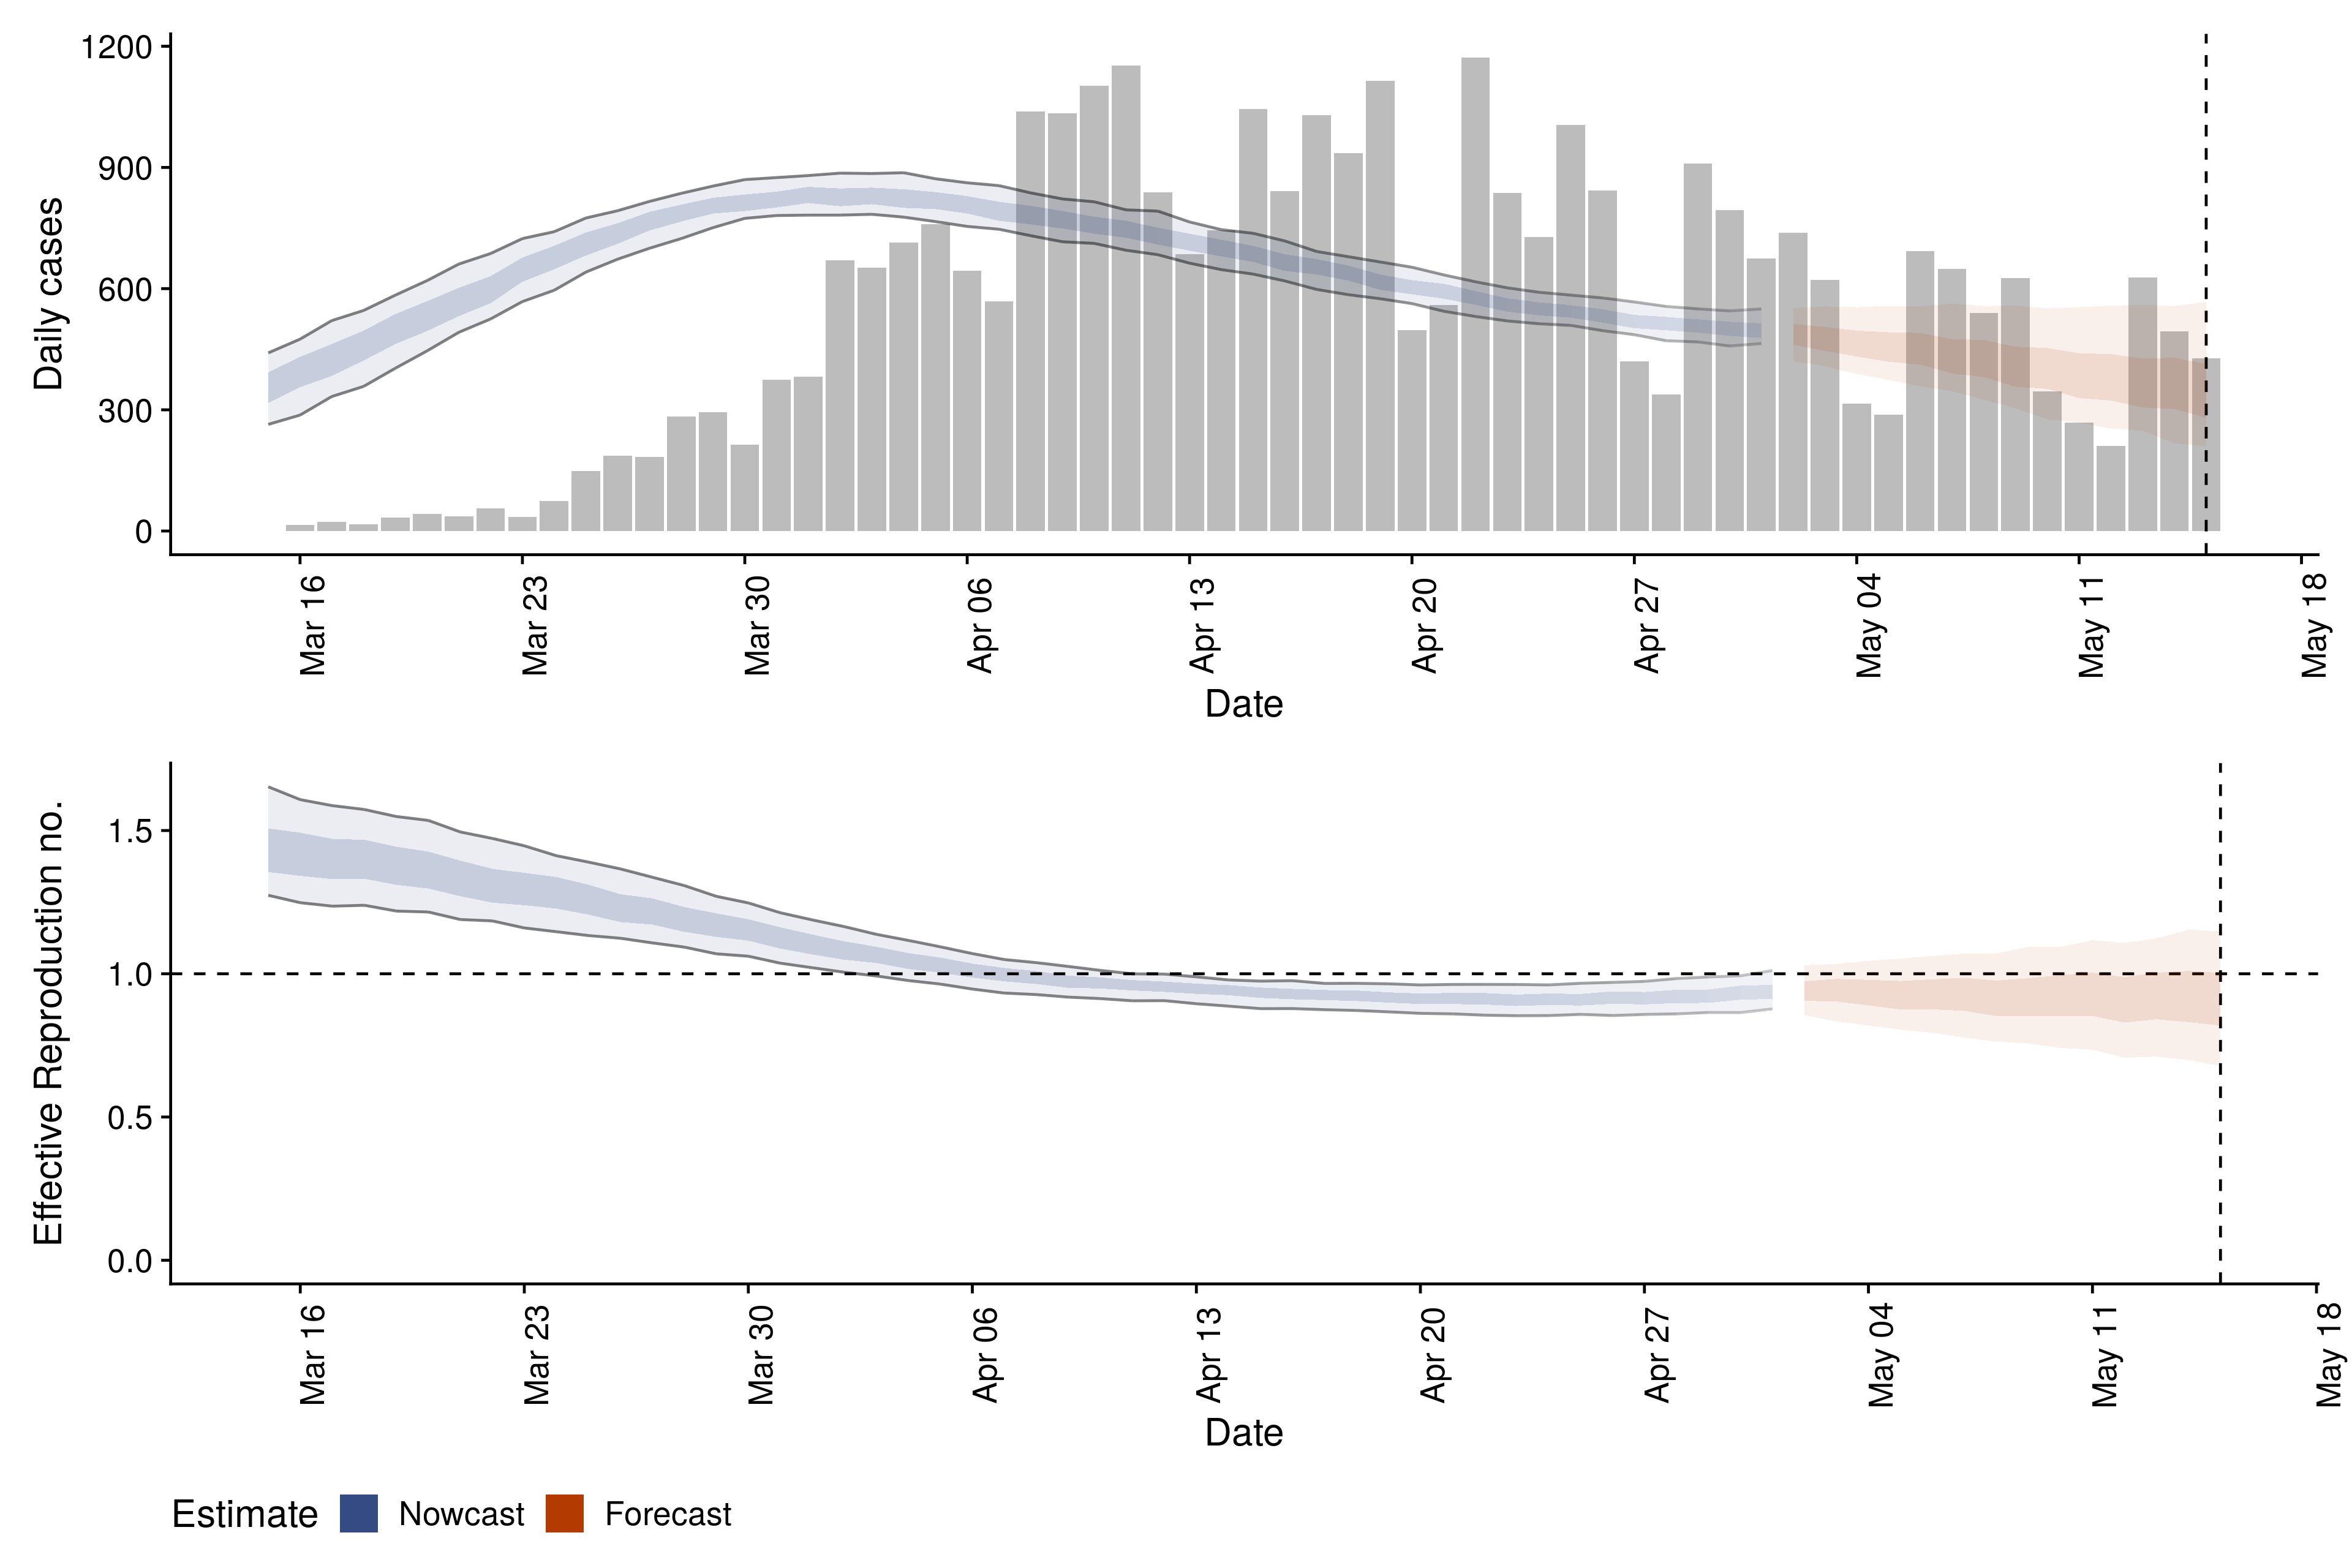 Daily cases
1200
900
600
300
0
Mar 16 Mar 23 Mar 30 Apr 06 Apr 13 Apr 20 Apr 27 May 04 May 11 May 18
Date
Effective Reproduction no.
1.5
1.0
0.5
0.0
Mar 16 Mar 23 Mar 30 Apr 06 Apr 13 Apr 20 Apr 27 May 04 May 11 May 18
Date
Estimate Nowcast Forecast